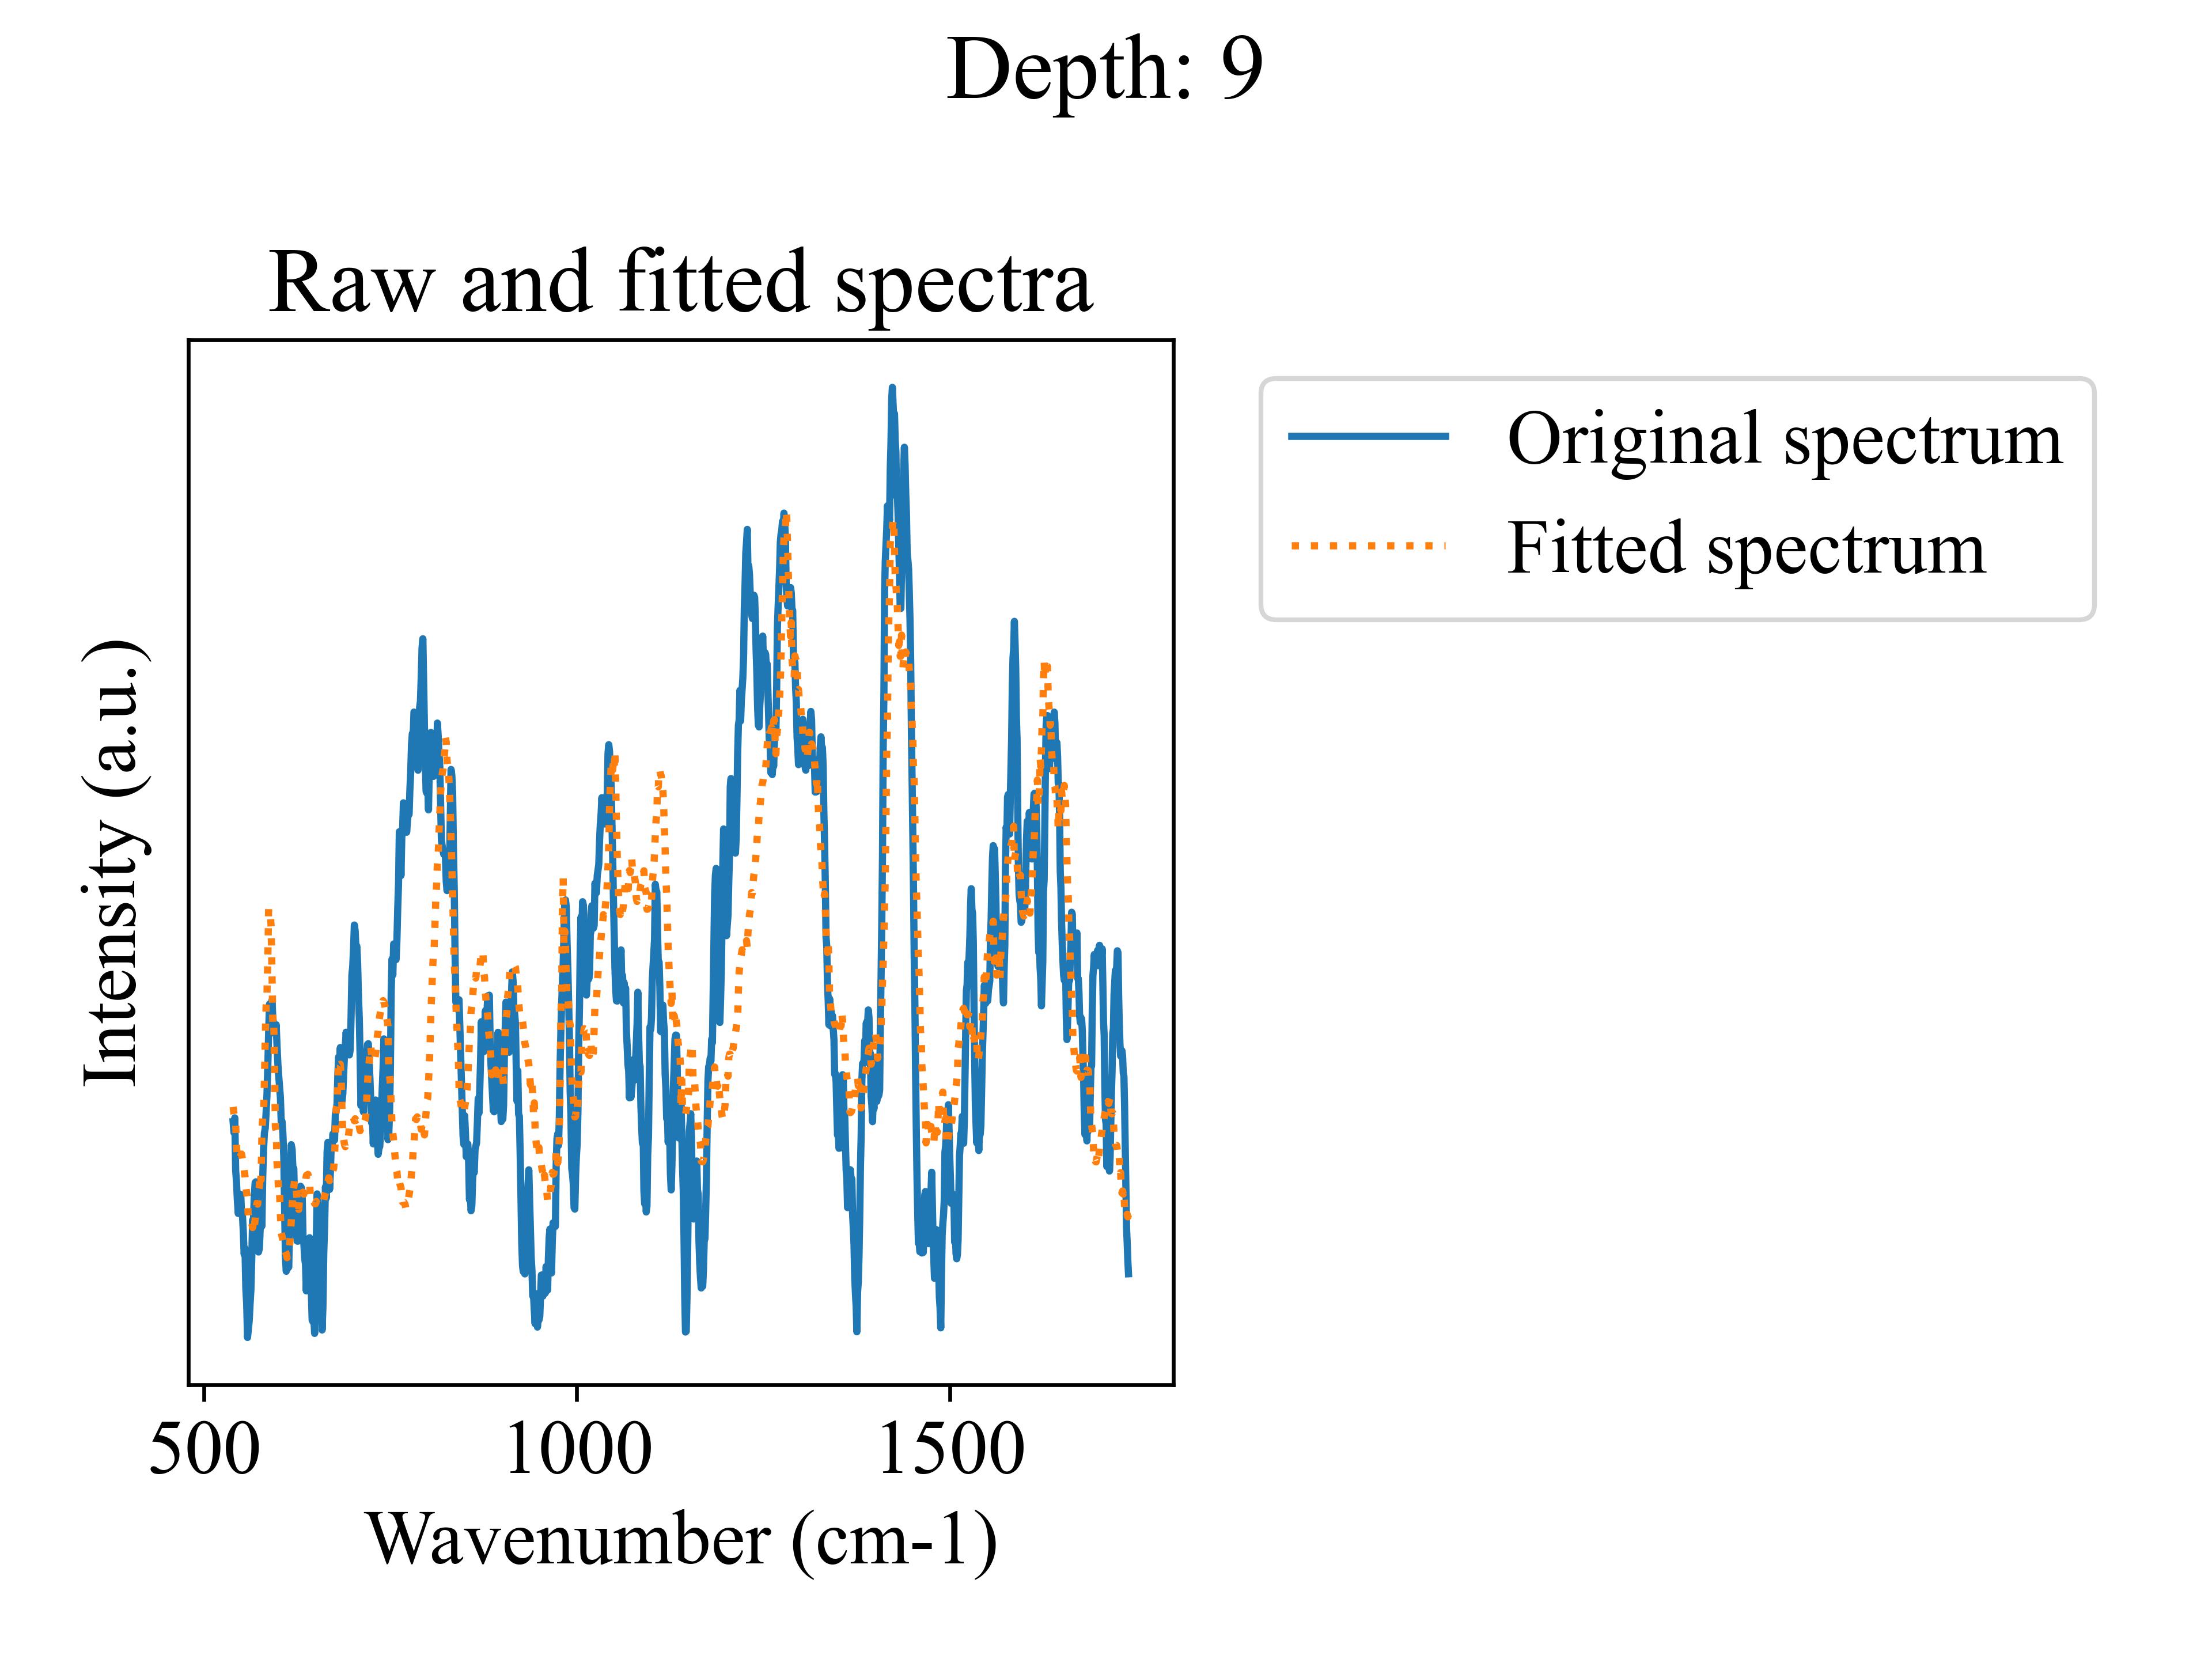 Depth: 9
Raw and fitted spectra
Original spectrum
Fitted spectrum
Intensity (a.u.)
500
1000
1500
Wavenumber (cm-1)